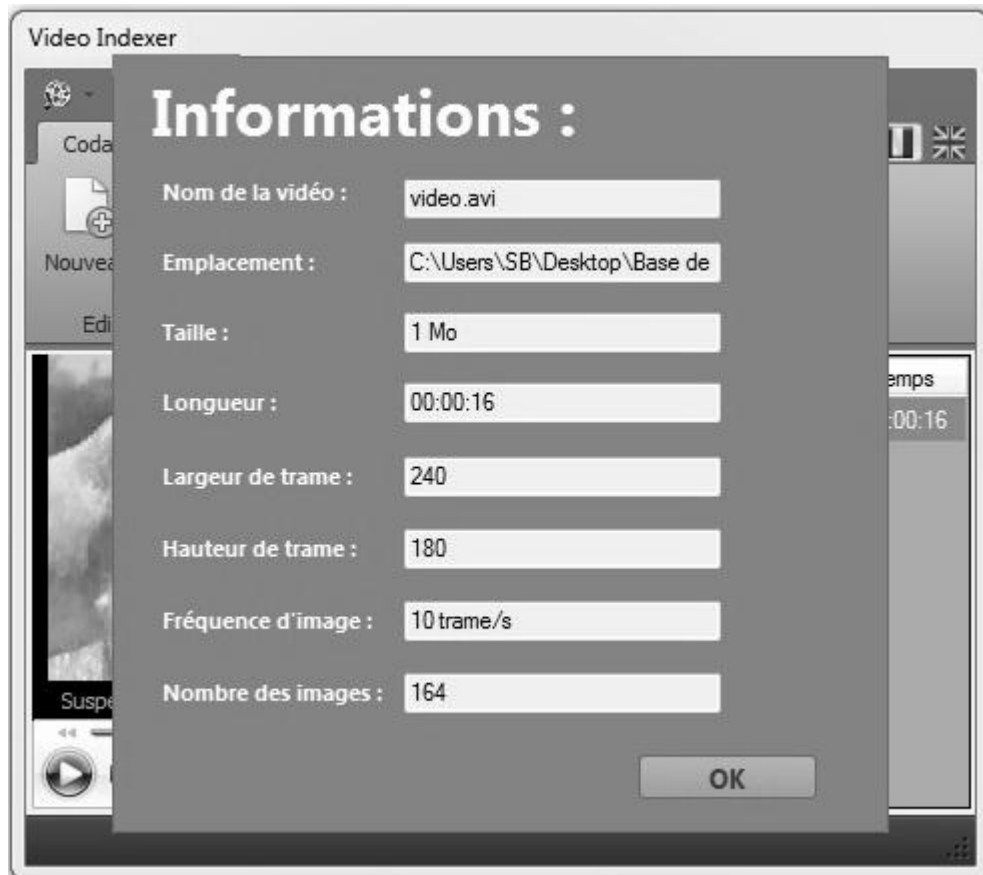 Video Indexer
Informations :
Coda
Nouvea
Edi
Nom de la vidéo : video.avi
Emplacement : C:\Users\SB\Desktop\Base de
Taille : 1 Mo
Longueur : 00:00:16
emps
:00:16
Largeur de trame : 240
Hauteur de trame : 180
Fréquence d'image : 10 trame/s
Nombre des images : 164
Suspe
OK